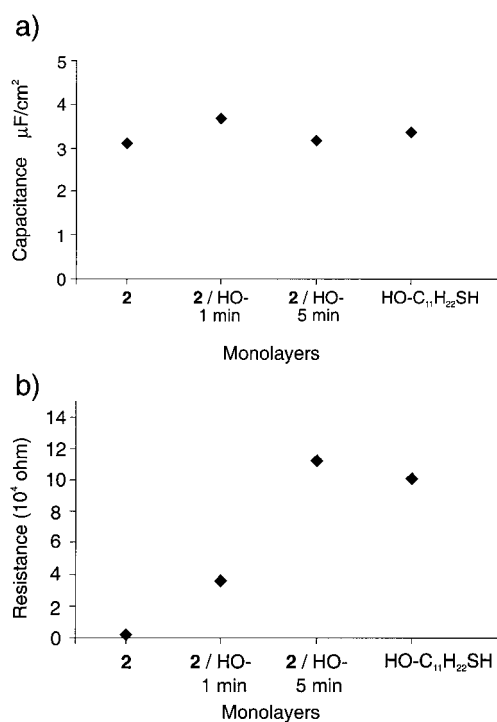 a)
Capacitance µF/cm²
5
4
3
2
1
0
2 2 / HO- 2 / HO- HO-C₁₁H₂₂SH
1 min 5 min
Monolayers
b)
Resistance (10⁴ ohm)
14
12
10
8
6
4
2
0
2 2 / HO- 2 / HO- HO-C₁₁H₂₂SH
1 min 5 min
Monolayers